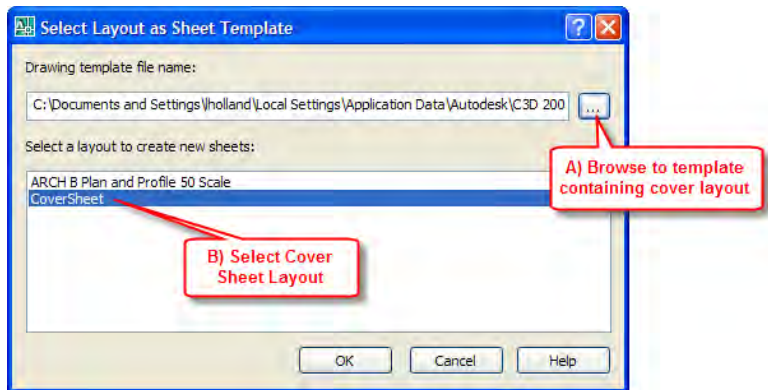 Select Layout as Sheet Template
Drawing template file name:
C:\Documents and Settings\lholland\Local Settings\Application Data\Autodesk\C3D 200
...
Select a layout to create new sheets:
A) Browse to template
containing cover layout
ARCH B Plan and Profile 50 Scale
CoverSheet
B) Select Cover
Sheet Layout
OK
Cancel
Help